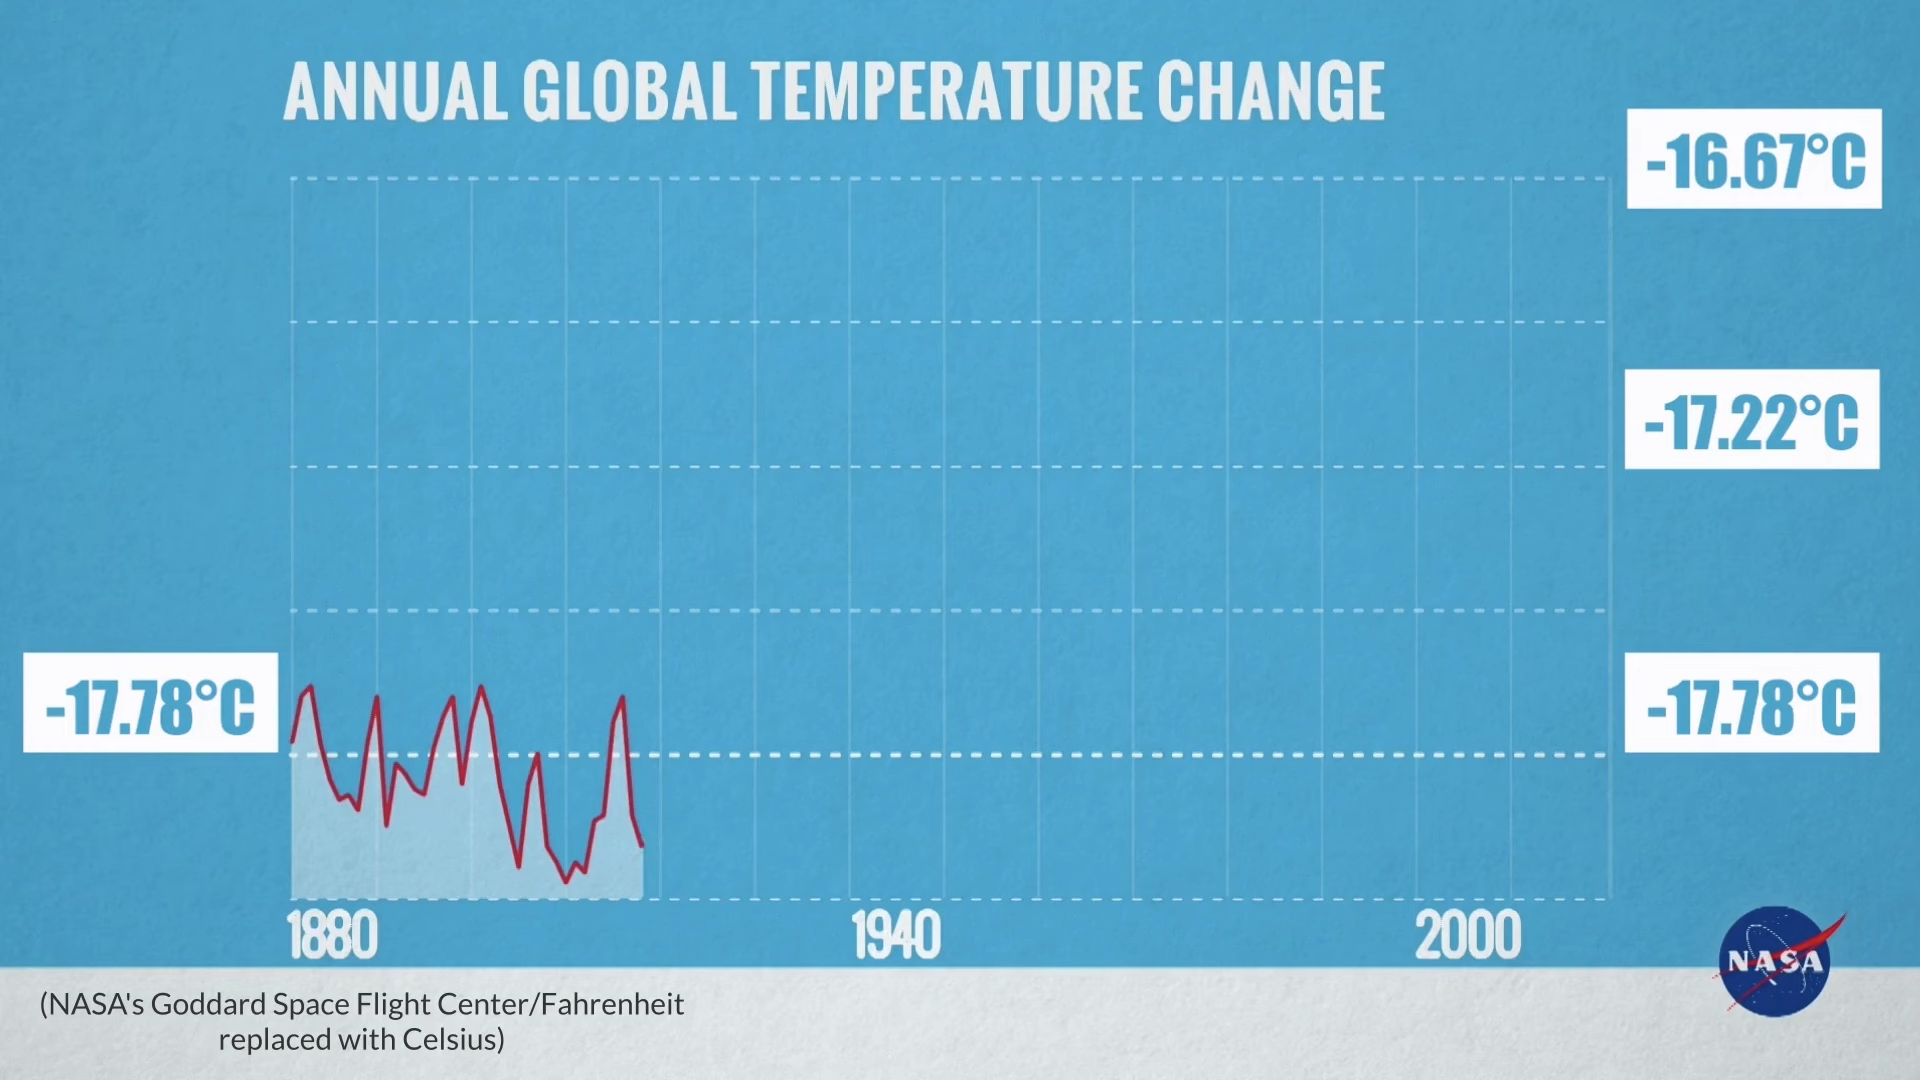 ANNUAL GLOBAL TEMPERATURE CHANGE
-16.67°C
-17.22°C
-17.78°C
-17.78°C
1880
1940
2000
NASA
(NASA's Goddard Space Flight Center/Fahrenheit
replaced with Celsius)